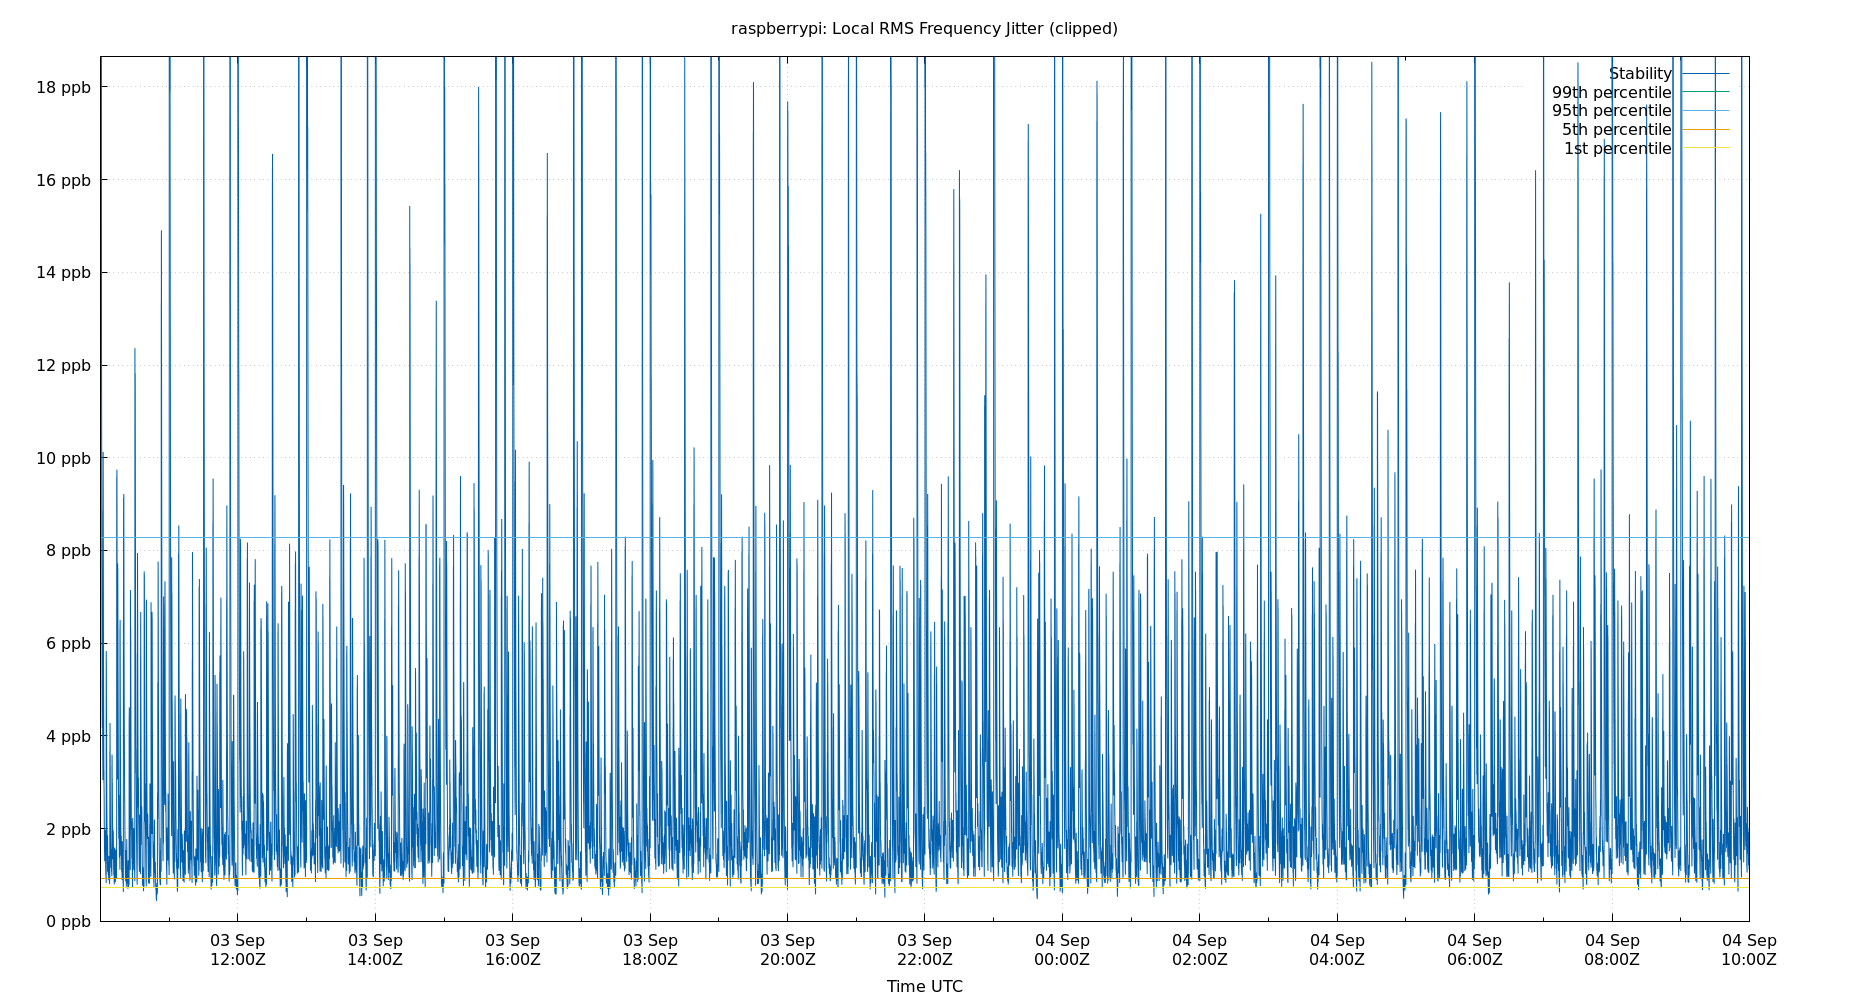 raspberrypi: Local RMS Frequency Jitter (clipped)
18 ppb
16 ppb
14 ppb
12 ppb
10 ppb
8 ppb
6 ppb
4 ppb
2 ppb
0 ppb
Stability
99th percentile
95th percentile
5th percentile
1st percentile
03 Sep 03 Sep 03 Sep 03 Sep 03 Sep 03 Sep 04 Sep 04 Sep 04 Sep 04 Sep 04 Sep 04 Sep
12:00Z 14:00Z 16:00Z 18:00Z 20:00Z 22:00Z 00:00Z 02:00Z 04:00Z 06:00Z 08:00Z 10:00Z
Time UTC